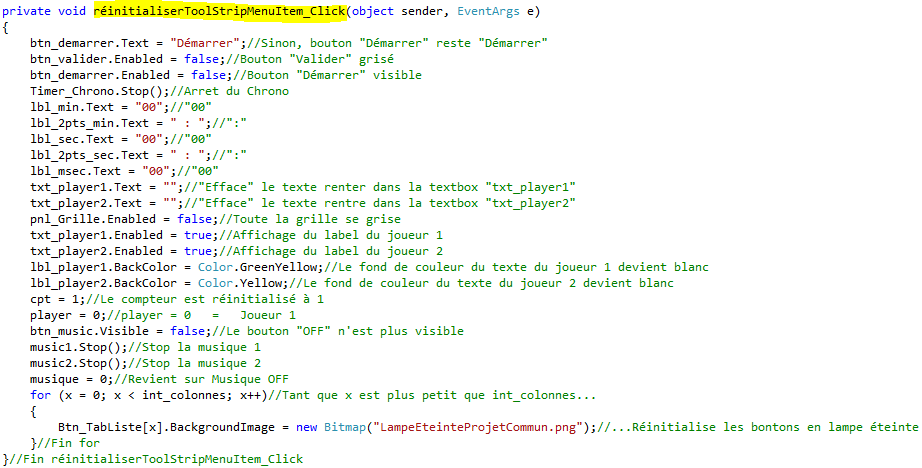 private void réinitialiserToolStripMenuItem_Click(object sender, EventArgs e)
{
btn_demarrer.Text = "Démarrer";//Sinon, bouton "Démarrer" reste "Démarrer"
btn_valider.Enabled = false;//Bouton "Valider" grisé
btn_demarrer.Enabled = false;//Bouton "Démarrer" visible
Timer_Chrono.Stop();//Arret du Chrono
lbl_min.Text = "00";//"00"
lbl_2pts_min.Text = " : ";//":"
lbl_sec.Text = "00";//"00"
lbl_2pts_sec.Text = " : ";//":"
lbl_msec.Text = "00";//"00"
txt_player1.Text = "";//"Efface" le texte renter dans la textbox "txt_player1"
txt_player2.Text = "";//"Efface" le texte rentre dans la textbox "txt_player2"
pnl_Grille.Enabled = false;//Toute la grille se grise
txt_player1.Enabled = true;//Affichage du label du joueur 1
txt_player2.Enabled = true;//Affichage du label du joueur 2
lbl_player1.BackColor = Color.GreenYellow;//Le fond de couleur du texte du joueur 1 devient blanc
lbl_player2.BackColor = Color.Yellow;//Le fond de couleur du texte du joueur 2 devient blanc
cpt = 1;//Le compteur est réinitialisé à 1
player = 0;//player = 0   =   Joueur 1
btn_music.Visible = false;//Le bouton "OFF" n'est plus visible
music1.Stop();//Stop la musique 1
music2.Stop();//Stop la musique 2
musique = 0;//Revient sur Musique OFF
for (x = 0; x < int_colonnes; x++)//Tant que x est plus petit que int_colonnes...
{
Btn_TabListe[x].BackgroundImage = new Bitmap("LampeEteinteProjetCommun.png");//...Réinitialise les bontons en lampe éteinte
}//Fin for
}//Fin réinitialiserToolStripMenuItem_Click